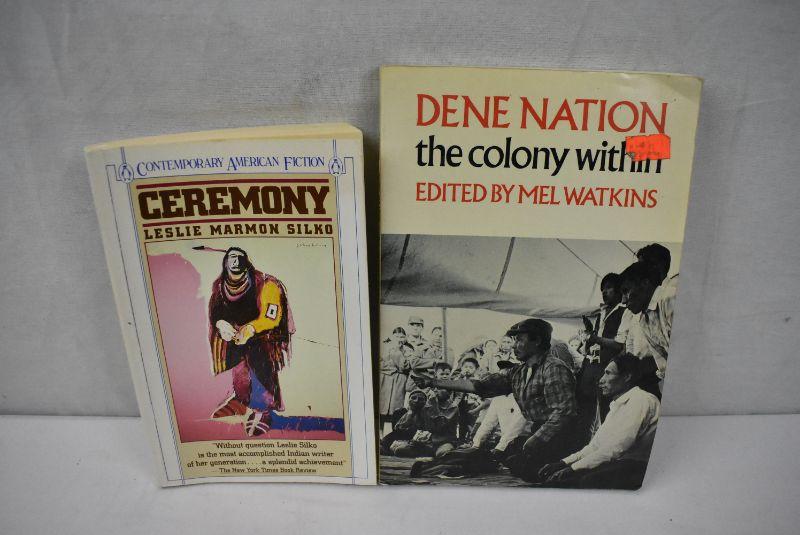 CONTEMPORARY AMERICAN FICTION
CEREMONY
LESLIE MARMON SILKO
"Without question Leslie Silko
is the most accomplished Indian writer
of her generation....a splendid achievement"
— The New York Times Book Review
DENE NATION
the colony within
EDITED BY MEL WATKINS